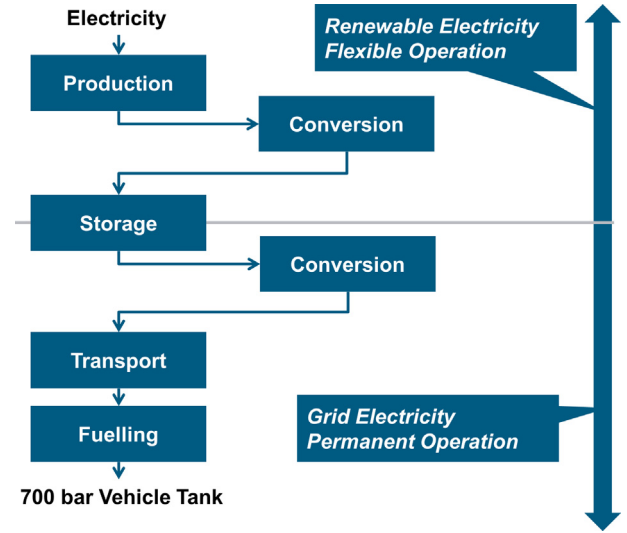 Electricity
Renewable Electricity
Flexible Operation
Production
Conversion
Storage
Conversion
Transport
Grid Electricity
Permanent Operation
Fuelling
700 bar Vehicle Tank